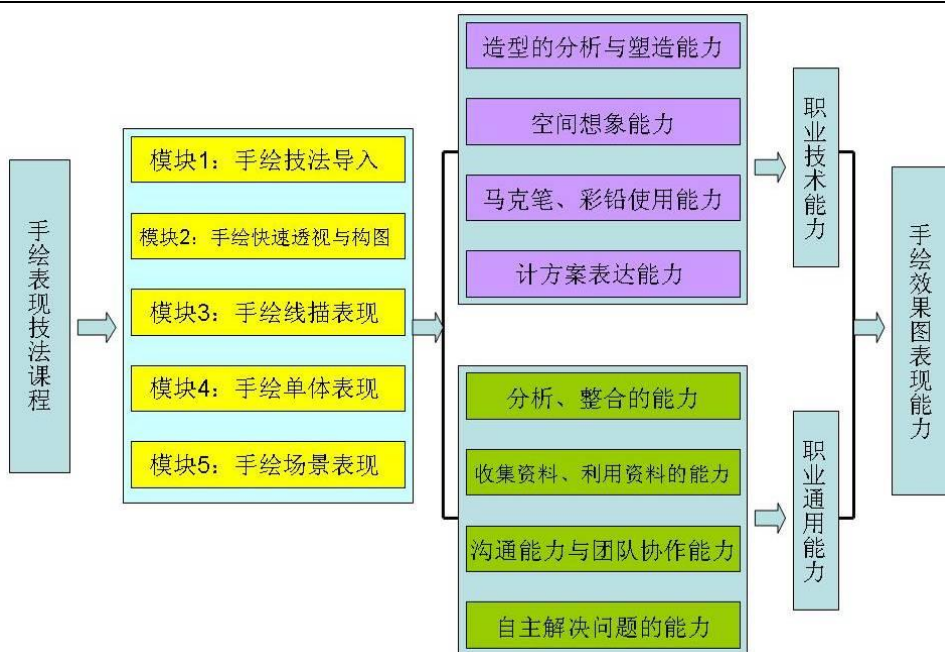 手绘表现技法课程
模块1：手绘技法导入
模块2：手绘快速透视与构图
模块3：手绘线描表现
模块4：手绘单体表现
模块5：手绘场景表现
造型的分析与塑造能力
空间想象能力
马克笔、彩铅使用能力
计方案表达能力
职业技术能力
分析、整合的能力
收集资料、利用资料的能力
沟通能力与团队协作能力
自主解决问题的能力
职业通用能力
手绘效果图表现能力